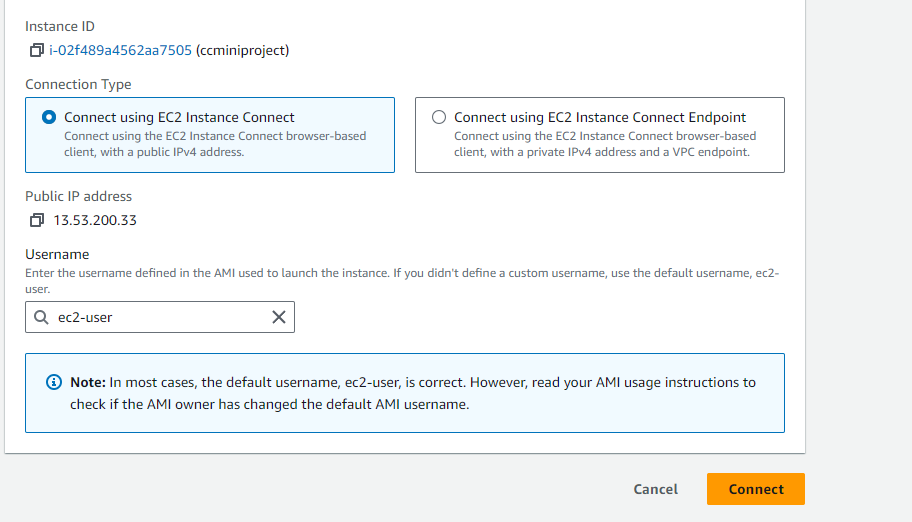 Instance ID
i-02f489a4562aa7505 (ccminiproject)
Connection Type
Connect using EC2 Instance Connect
Connect using the EC2 Instance Connect browser-based
client, with a public IPv4 address.
Connect using EC2 Instance Connect Endpoint
Connect using the EC2 Instance Connect browser-based
client, with a private IPv4 address and a VPC endpoint.
Public IP address
13.53.200.33
Username
Enter the username defined in the AMI used to launch the instance. If you didn't define a custom username, use the default username, ec2-
user.
ec2-user
Note: In most cases, the default username, ec2-user, is correct. However, read your AMI usage instructions to
check if the AMI owner has changed the default AMI username.
Cancel
Connect